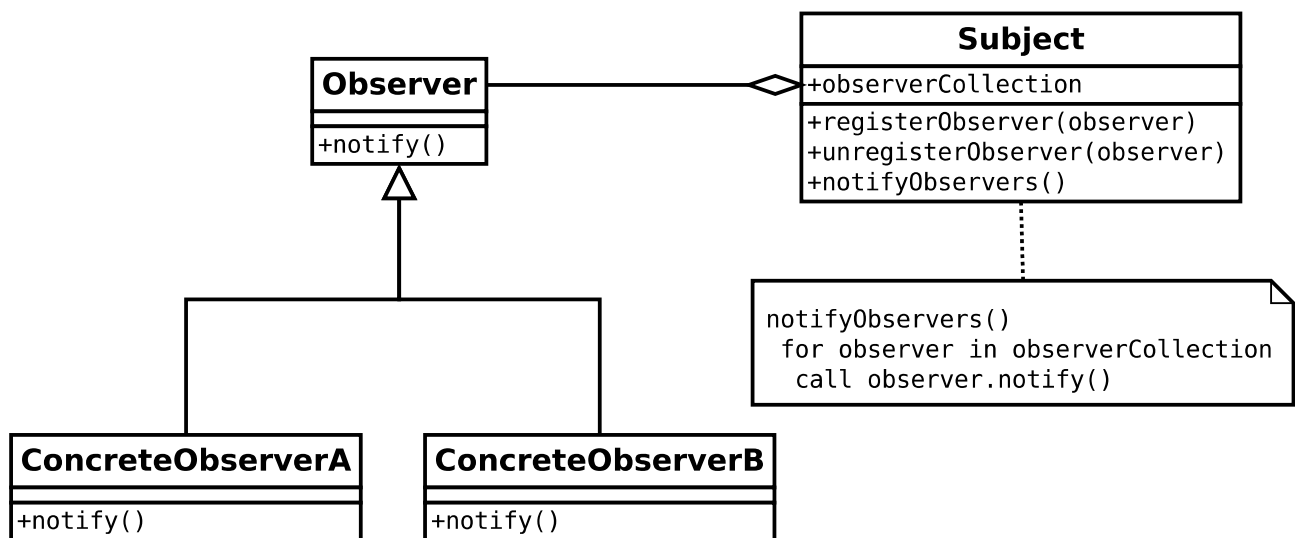 Subject
+observerCollection
+registerObserver(observer)
+unregisterObserver(observer)
+notifyObservers()
Observer
+notify()
notifyObservers()
for observer in observerCollection
call observer.notify()
ConcreteObserverA
+notify()
ConcreteObserverB
+notify()